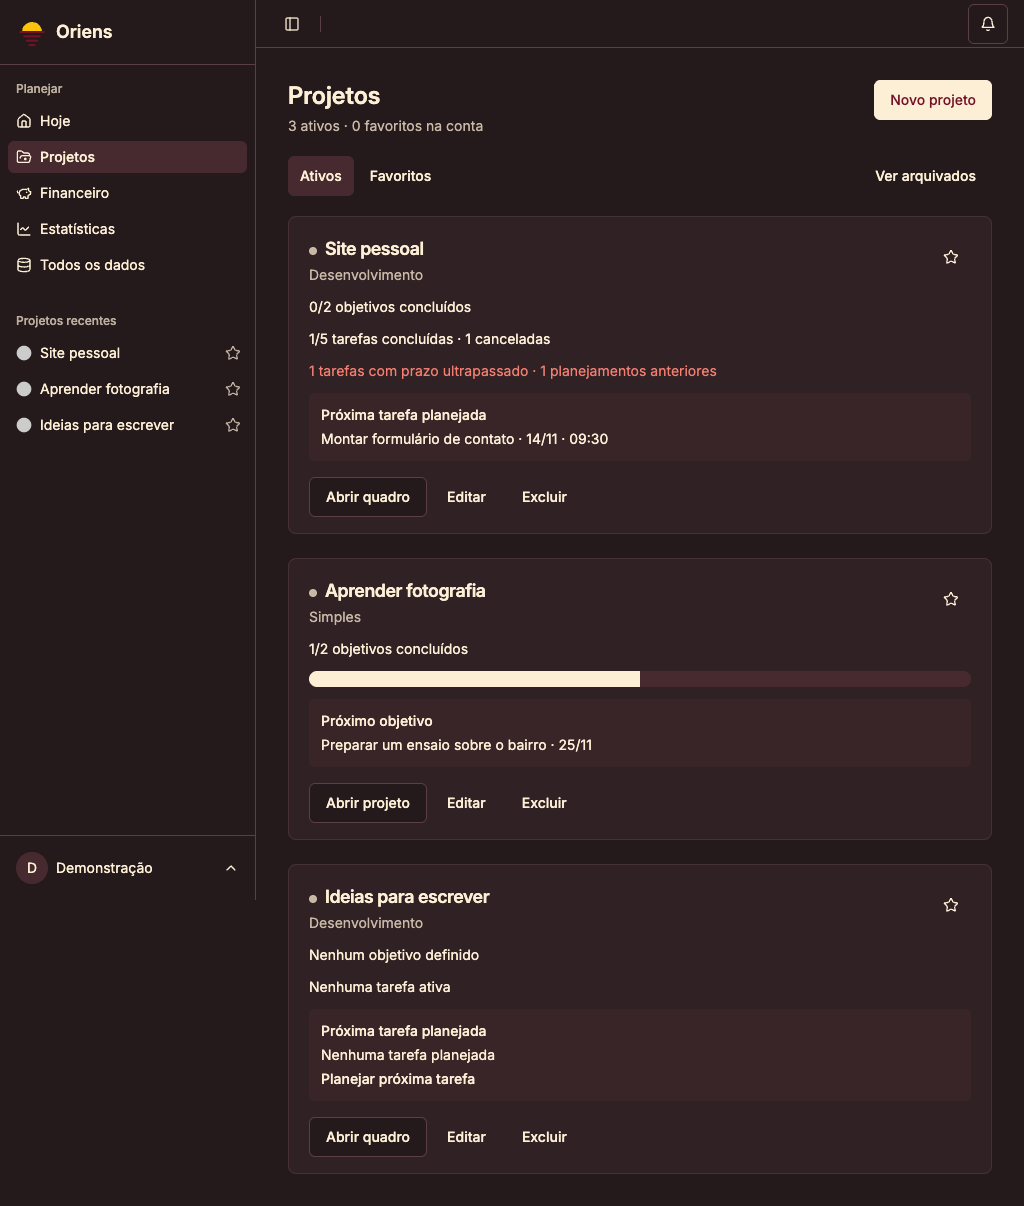 Oriens
Planejar
Hoje
Projetos
Financeiro
Estatísticas
Todos os dados
Projetos recentes
Site pessoal
Aprender fotografia
Ideias para escrever
D
Demonstração
Projetos
3 ativos · 0 favoritos na conta
Novo projeto
Ativos
Favoritos
Ver arquivados
Site pessoal
Desenvolvimento
0/2 objetivos concluídos
1/5 tarefas concluídas · 1 canceladas
1 tarefas com prazo ultrapassado · 1 planejamentos anteriores
Próxima tarefa planejada
Montar formulário de contato · 14/11 · 09:30
Abrir quadro
Editar
Excluir
Aprender fotografia
Simples
1/2 objetivos concluídos
Próximo objetivo
Preparar um ensaio sobre o bairro · 25/11
Abrir projeto
Editar
Excluir
Ideias para escrever
Desenvolvimento
Nenhum objetivo definido
Nenhuma tarefa ativa
Próxima tarefa planejada
Nenhuma tarefa planejada
Planejar próxima tarefa
Abrir quadro
Editar
Excluir